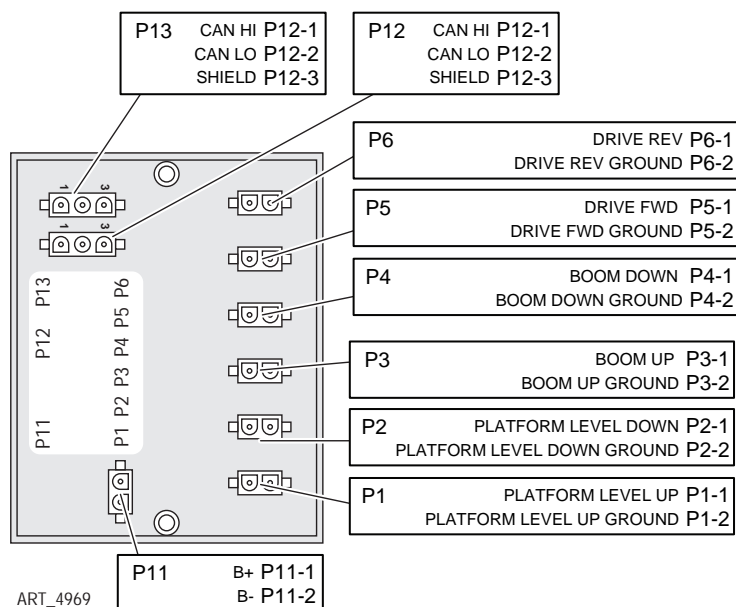 P13 CAN HI P12-1
CAN LO P12-2
SHIELD P12-3
P12 CAN HI P12-1
CAN LO P12-2
SHIELD P12-3
P6 DRIVE REV P6-1
DRIVE REV GROUND P6-2
P5 DRIVE FWD P5-1
DRIVE FWD GROUND P5-2
P4 BOOM DOWN P4-1
BOOM DOWN GROUND P4-2
P3 BOOM UP P3-1
BOOM UP GROUND P3-2
P2 PLATFORM LEVEL DOWN P2-1
PLATFORM LEVEL DOWN GROUND P2-2
P1 PLATFORM LEVEL UP P1-1
PLATFORM LEVEL UP GROUND P1-2
1 3
1 3
P11 P12 P13
P1 P2 P3 P4 P5 P6
P11 B+ P11-1
B- P11-2
ART_4969